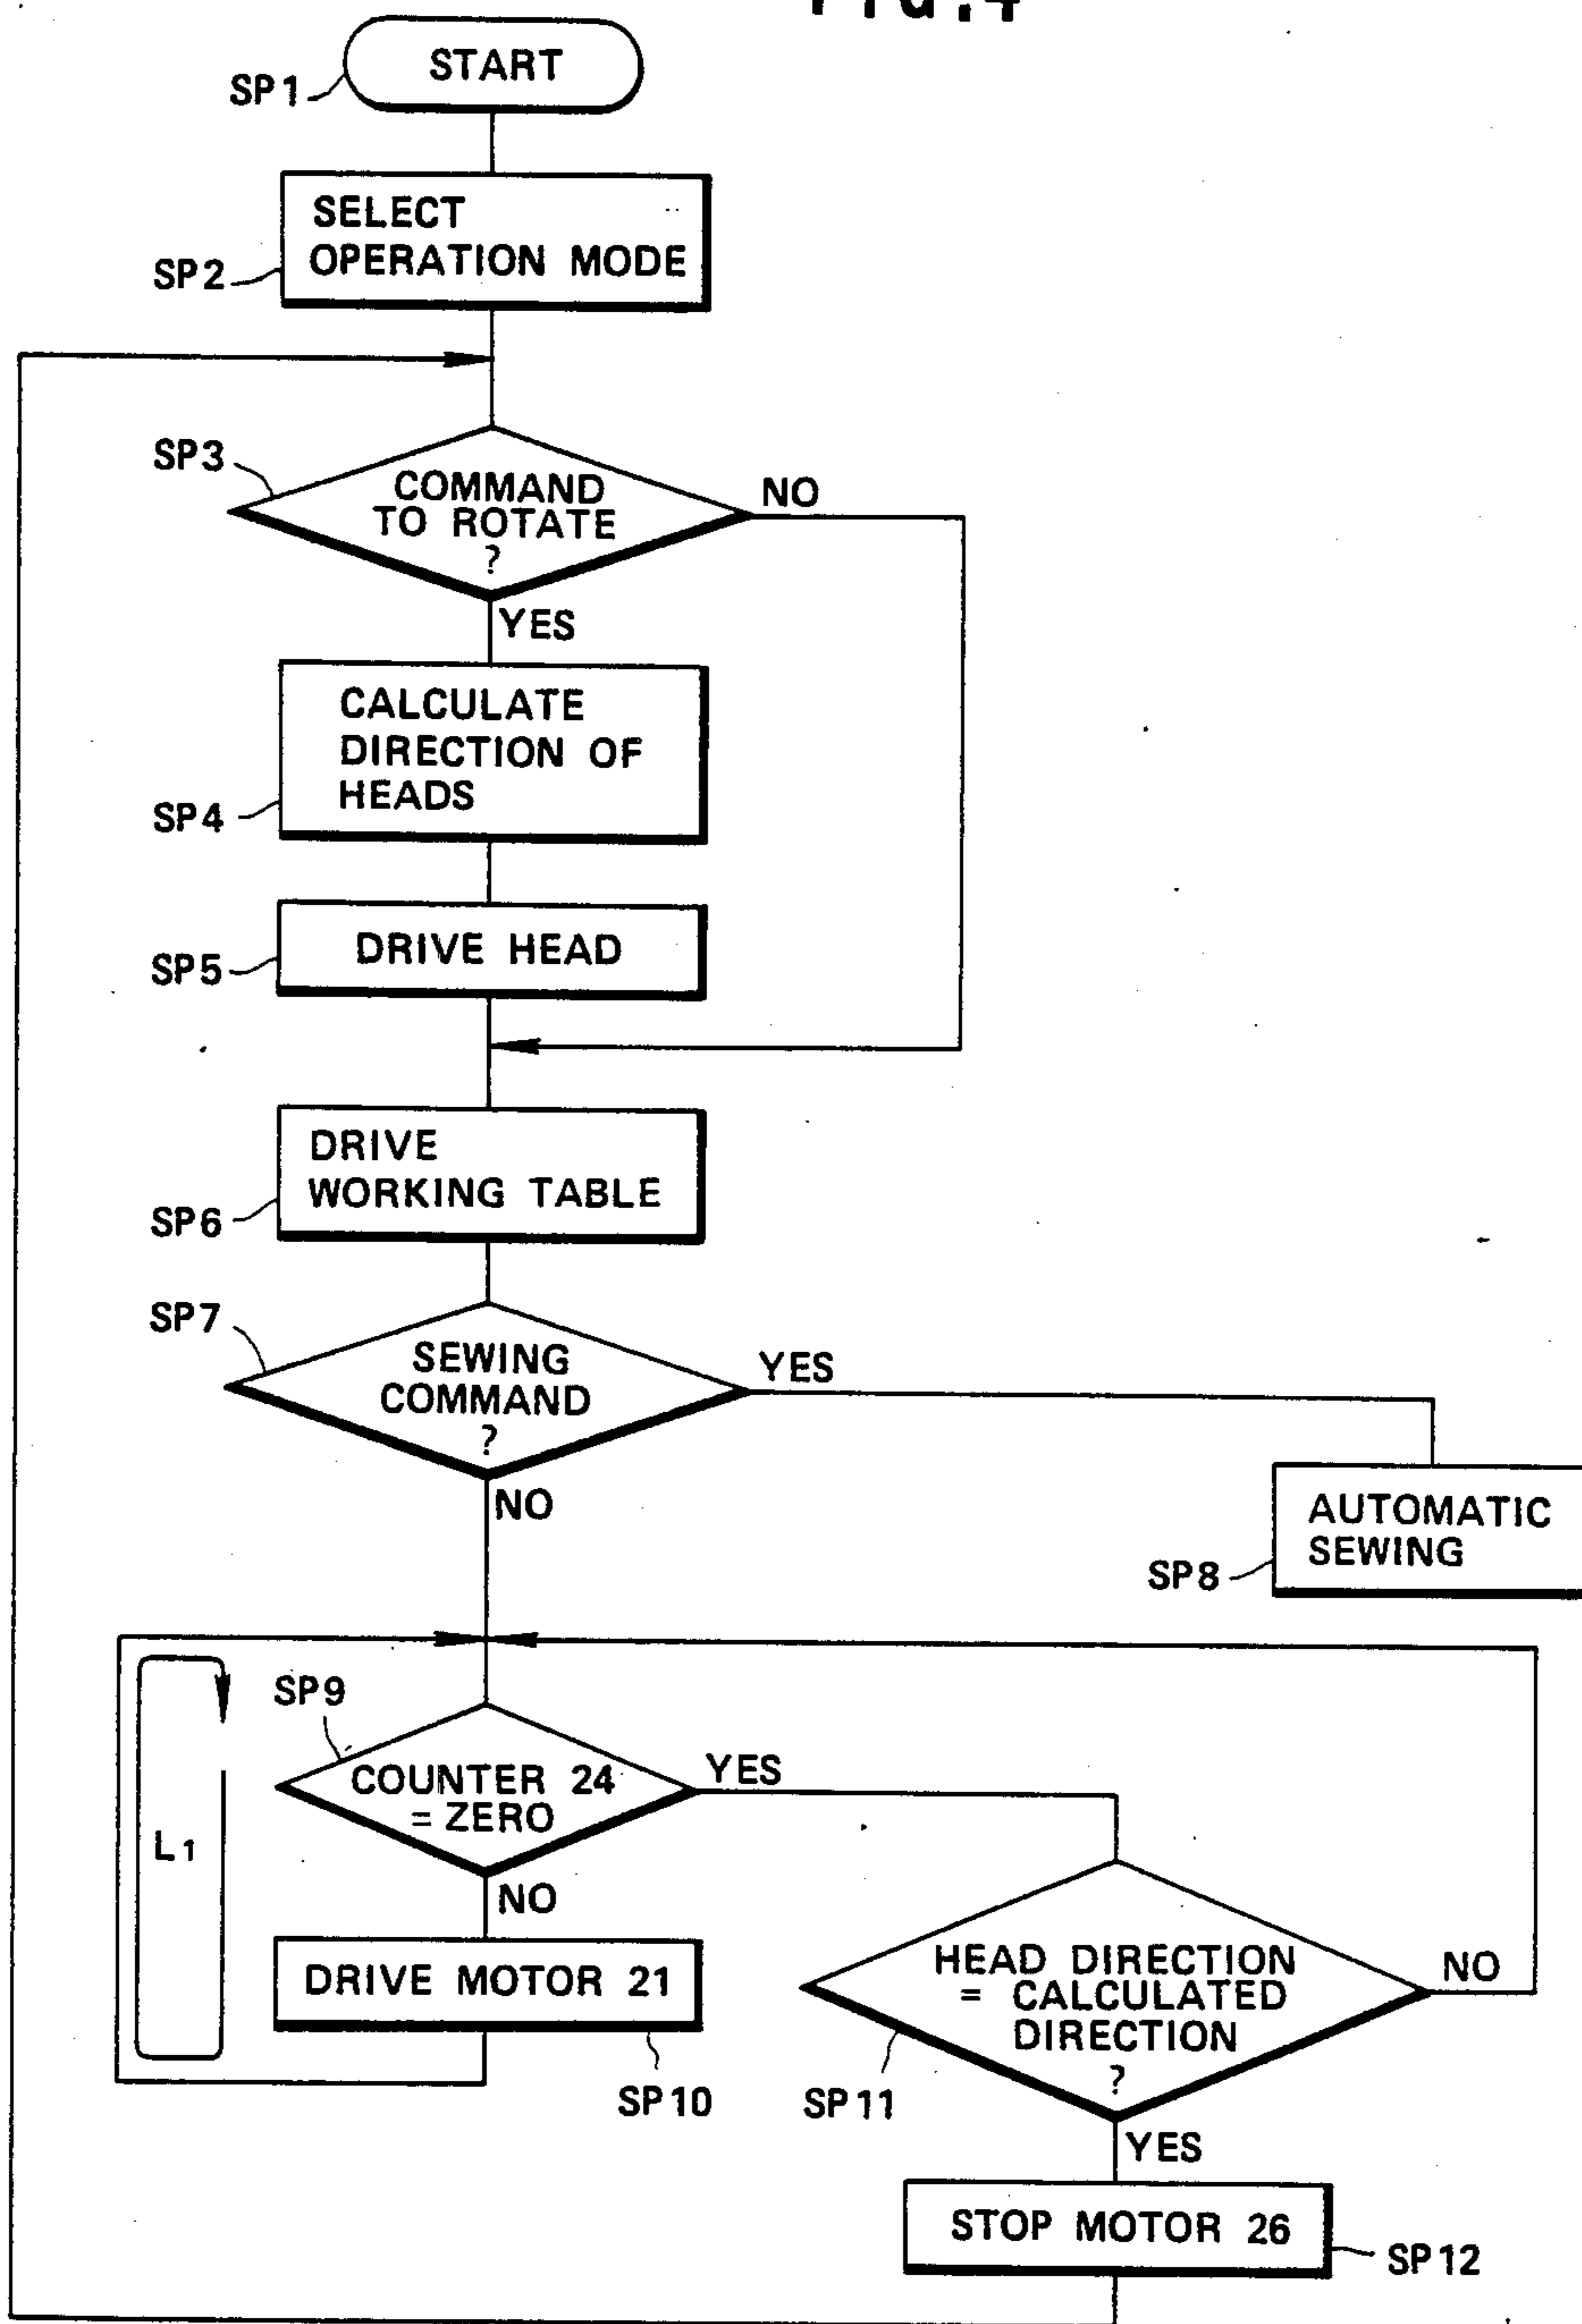 FIG.4
START
SP1
SELECT
OPERATION MODE
SP2
SP3
COMMAND
TO ROTATE
?
NO
YES
CALCULATE
DIRECTION OF
HEADS
SP4
DRIVE HEAD
SP5
DRIVE
WORKING TABLE
SP6
SP7
SEWING
COMMAND
?
YES
NO
AUTOMATIC
SEWING
SP8
SP9
COUNTER 24
= ZERO
YES
L1
NO
DRIVE MOTOR 21
SP10
HEAD DIRECTION
= CALCULATED
DIRECTION
?
NO
SP11
YES
STOP MOTOR 26
SP12